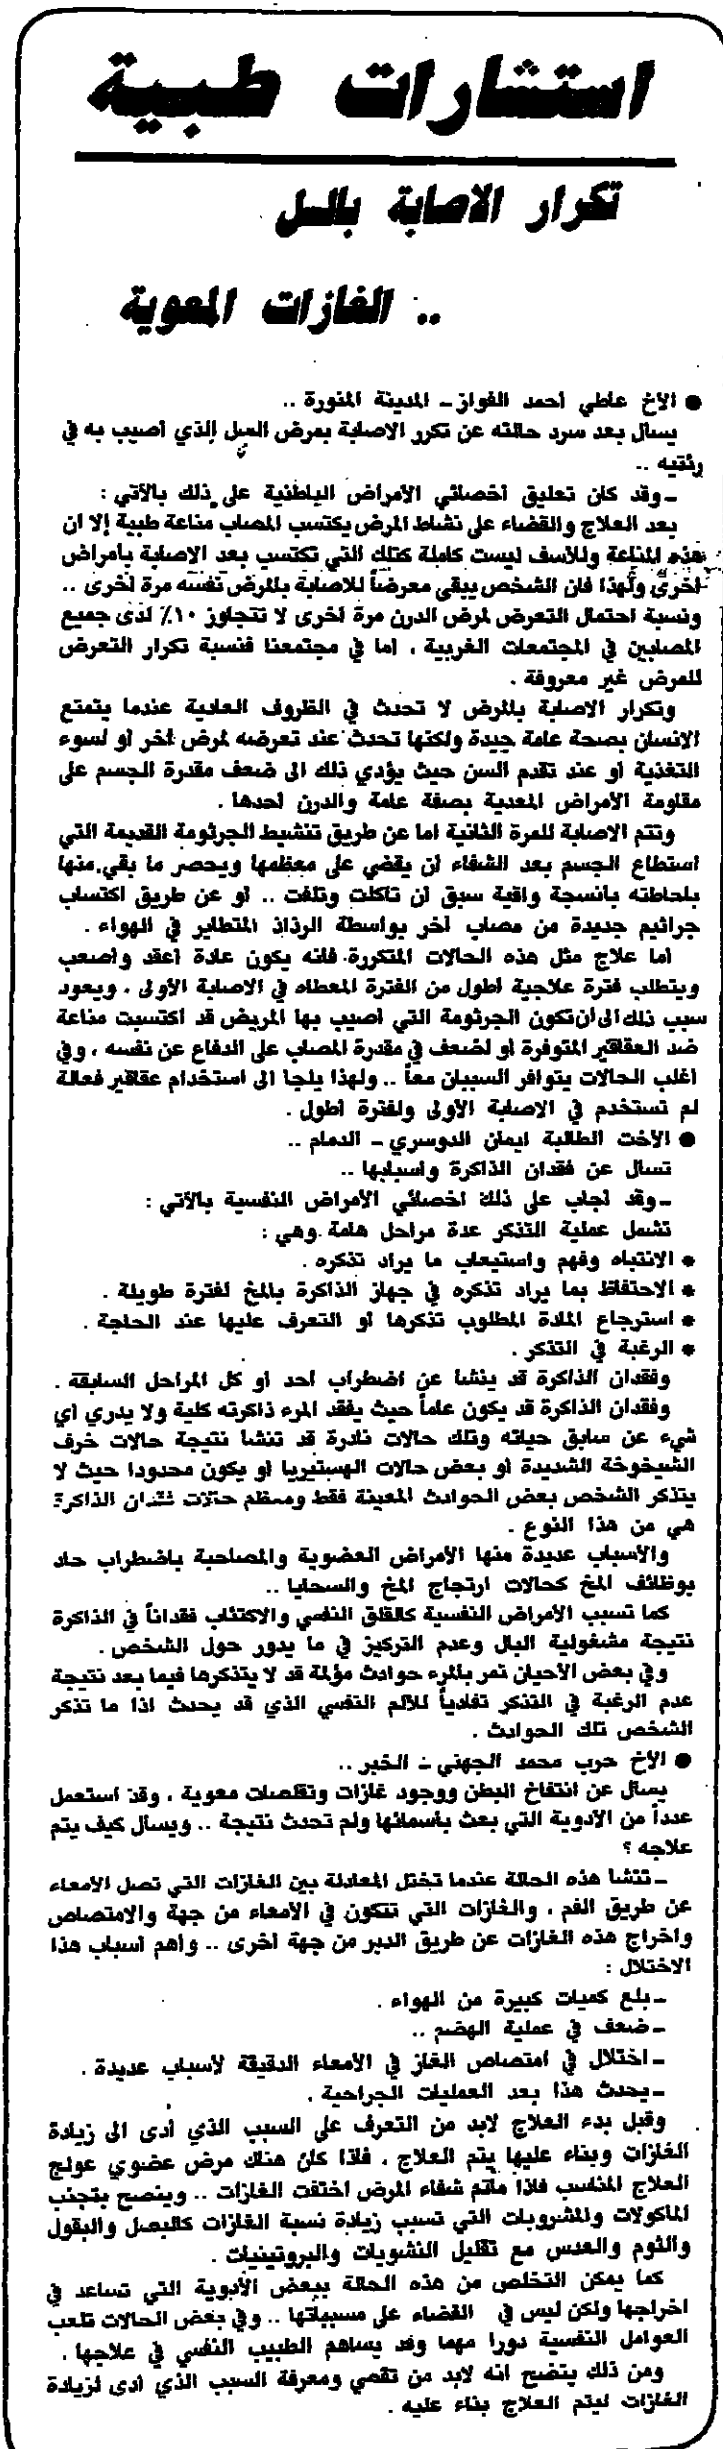 استشارات طبية
تكرار الاصابة بالسل
.. الغازات المعوية
● الأخ عاطي أحمد الفواز ـ المدينة المنورة ..
يسأل بعد سرد حالته عن تكرر الاصابة بمرض السل الذي أصيب به في
رئتيه ..
ـ وقد كان تعليق أخصائي الأمراض الباطنية على ذلك بالآتي :
بعد العلاج والقضاء على نشاط المرض يكتسب المصاب مناعة طبية إلا ان
هذه المناعة وللأسف ليست كاملة كتلك التي تكتسب بعد الاصابة بأمراض
اخرى ولهذا فان الشخص يبقى معرضاً للاصابة بالمرض نفسه مرة أخرى ..
ونسبة احتمال التعرض لمرض الدرن مرة أخرى لا تتجاوز ١٠٪ لدى جميع
المصابين في المجتمعات الغربية ، اما في مجتمعنا فنسبة تكرار التعرض
للمرض غير معروفة .
وتكرار الاصابة بالمرض لا تحدث في الظروف العادية عندما يتمتع
الانسان بصحة عامة جيدة ولكنها تحدث عند تعرضه لمرض آخر أو لسوء
التغذية أو عند تقدم السن حيث يؤدي ذلك الى ضعف مقدرة الجسم على
مقاومة الأمراض المعدية بصفة عامة والدرن أحدها .
وتتم الاصابة للمرة الثانية اما عن طريق تنشيط الجرثومة القديمة التي
استطاع الجسم بعد الشفاء أن يقضي على معظمها ويحصر ما بقي منها
باحاطته بأنسجة واقية سبق أن تآكلت وتلفت .. أو عن طريق اكتساب
جراثيم جديدة من مصاب آخر بواسطة الرذاذ المتطاير في الهواء .
أما علاج مثل هذه الحالات المتكررة فانه يكون عادة أعقد واصعب
ويتطلب فترة علاجية اطول من الفترة المعطاه في الاصابة الأولى ، ويعود
سبب ذلك الى ان تكون الجرثومة التي اصيب بها المريض قد اكتسبت مناعة
ضد العقاقير المتوفرة أو لضعف في مقدرة المصاب على الدفاع عن نفسه ، وفي
أغلب الحالات يتوافر السببان معاً .. ولهذا يلجأ الى استخدام عقاقير فعالة
لم تستخدم في الاصابة الأولى ولفترة أطول .
● الأخت الطالبة ايمان الدوسري ـ الدمام ..
تسأل عن فقدان الذاكرة واسبابها ..
ـ وقد أجاب على ذلك اخصائي الأمراض النفسية بالآتي :
تشمل عملية التذكر عدة مراحل هامة وهي :
* الانتباه وفهم واستيعاب ما يراد تذكره .
* الاحتفاظ بما يراد تذكره في جهاز الذاكرة بالمخ لفترة طويلة .
* استرجاع المادة المطلوب تذكرها أو التعرف عليها عند الحاجة .
* الرغبة في التذكر .
وفقدان الذاكرة قد ينشأ عن اضطراب أحد أو كل المراحل السابقة .
وفقدان الذاكرة قد يكون عاماً حيث يفقد المرء ذاكرته كلية ولا يدري أي
شيء عن سابق حياته وتلك حالات نادرة قد تنشأ نتيجة حالات خرف
الشيخوخة الشديدة أو بعض حالات الهستيريا أو يكون محدودا حيث لا
يتذكر الشخص بعض الحوادث المعينة فقط ومعظم حالات فقدان الذاكرة
هي من هذا النوع .
والأسباب عديدة منها الأمراض العضوية والمصاحبة باضطراب حاد
بوظائف المخ كحالات ارتجاج المخ والسحايا ..
كما تسبب الأمراض النفسية كالقلق النفسي والاكتئاب فقداناً في الذاكرة
نتيجة مشغولية البال وعدم التركيز في ما يدور حول الشخص .
وفي بعض الأحيان تمر بالمرء حوادث مؤلمة قد لا يتذكرها فيما بعد نتيجة
عدم الرغبة في التذكر تفادياً للألم النفسي الذي قد يحدث اذا ما تذكر
الشخص تلك الحوادث .
● الأخ حرب محمد الجهني ـ الخبر ..
يسأل عن انتفاخ البطن ووجود غازات وتقلصات معوية ، وقد استعمل
عدداً من الأدوية التي بعث بأسمائها ولم تحدث نتيجة .. ويسأل كيف يتم
علاجه ؟
ـ تنشأ هذه الحالة عندما تختل المعادلة بين الغازات التي تصل الأمعاء
عن طريق الفم ، والغازات التي تتكون في الأمعاء من جهة والامتصاص
واخراج هذه الغازات عن طريق الدبر من جهة أخرى .. وأهم أسباب هذا
الاختلال :
ـ بلع كميات كبيرة من الهواء .
ـ ضعف في عملية الهضم ..
ـ اختلال في امتصاص الغاز في الأمعاء الدقيقة لأسباب عديدة .
ـ يحدث هذا بعد العمليات الجراحية .
وقبل بدء العلاج لابد من التعرف على السبب الذي أدى الى زيادة
الغازات وبناء عليها يتم العلاج ، فاذا كان هناك مرض عضوي عولج
العلاج المناسب فاذا ماتم شفاء المرض اختفت الغازات .. وينصح بتجنب
المأكولات والمشروبات التي تسبب زيادة نسبة الغازات كالبصل والبقول
والثوم والعدس مع تقليل النشويات والبروتينيات .
كما يمكن التخلص من هذه الحالة ببعض الأدوية التي تساعد في
اخراجها ولكن ليس في القضاء على مسبباتها .. وفي بعض الحالات تلعب
العوامل النفسية دورا مهما وقد يساهم الطبيب النفسي في علاجها .
ومن ذلك يتضح انه لابد من تقصي ومعرفة السبب الذي أدى لزيادة
الغازات ليتم العلاج بناء عليه .